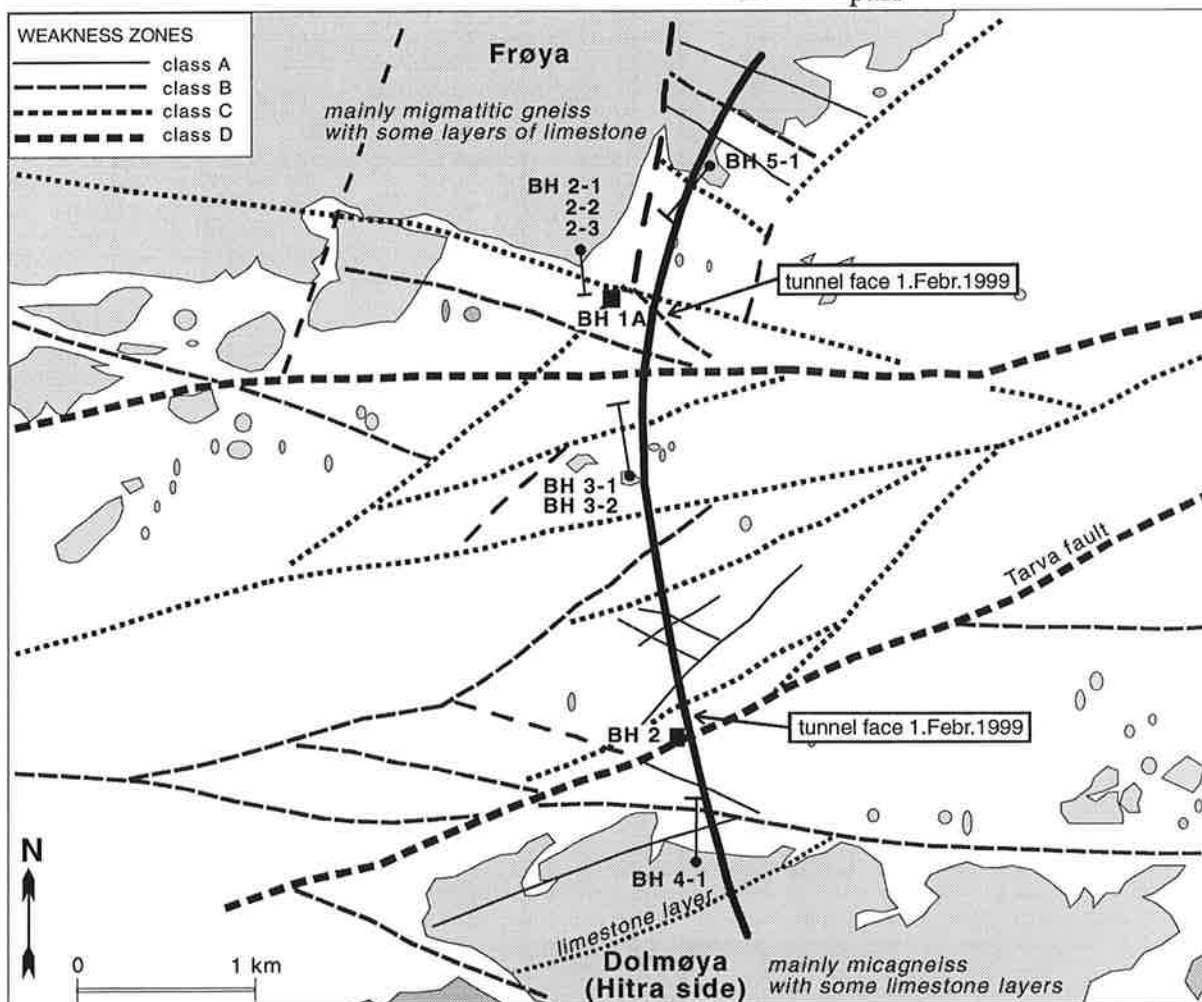 WEAKNESS ZONES
class A
class B
class C
class D
Frøya
mainly migmatitic gneiss
with some layers of limestone
BH 5-1
BH 2-1
2-2
2-3
tunnel face 1.Febr.1999
BH 1A
BH 3-1
BH 3-2
Tarva fault
tunnel face 1.Febr.1999
BH 2
N
BH 4-1
limestone layer
0 1 km
Dolmøya
(Hitra side)
mainly micagneiss
with some limestone layers